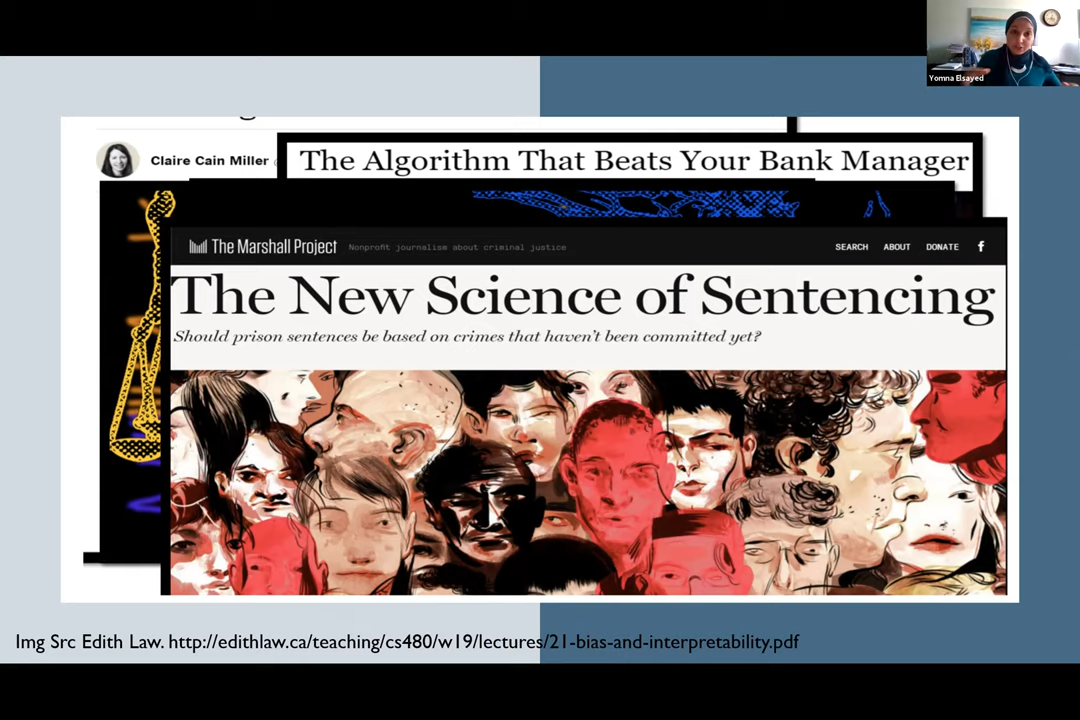 Yomna Elsayed
Claire Cain Miller
The Algorithm That Beats Your Bank Manager
The Marshall Project Nonprofit journalism about criminal justice SEARCH ABOUT DONATE f
The New Science of Sentencing
Should prison sentences be based on crimes that haven't been committed yet?
Img Src Edith Law. http://edithlaw.ca/teaching/cs480/w19/lectures/21-bias-and-interpretability.pdf